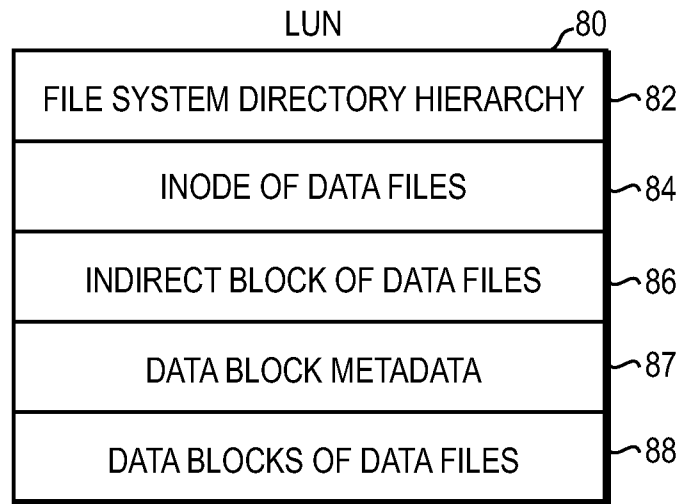 LUN
80
FILE SYSTEM DIRECTORY HIERARCHY
82
INODE OF DATA FILES
84
INDIRECT BLOCK OF DATA FILES
86
DATA BLOCK METADATA
87
DATA BLOCKS OF DATA FILES
88